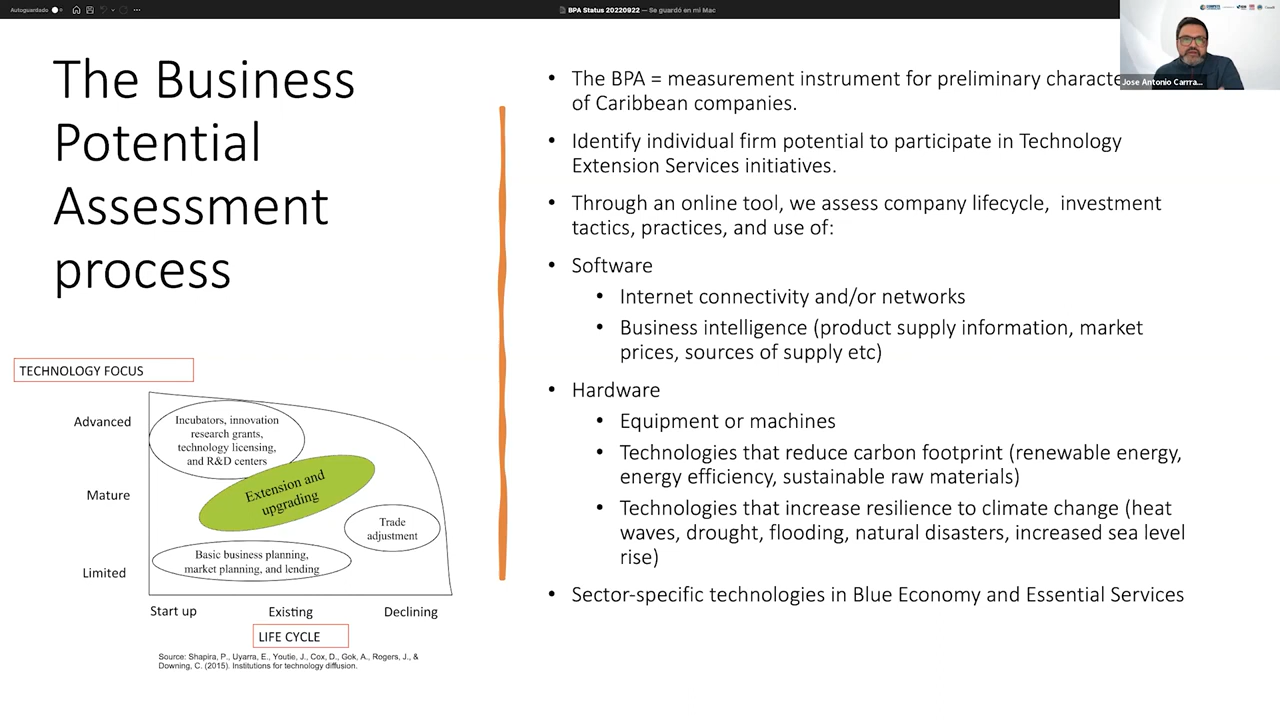 Autoguardado
BPA Status 20220922 — Se guardó en mi Mac
Jose Antonio Carrra...
The Business
Potential
Assessment
process
• The BPA = measurement instrument for preliminary characte
of Caribbean companies.
• Identify individual firm potential to participate in Technology
Extension Services initiatives.
• Through an online tool, we assess company lifecycle, investment
tactics, practices, and use of:
• Software
• Internet connectivity and/or networks
• Business intelligence (product supply information, market
prices, sources of supply etc)
• Hardware
• Equipment or machines
• Technologies that reduce carbon footprint (renewable energy,
energy efficiency, sustainable raw materials)
• Technologies that increase resilience to climate change (heat
waves, drought, flooding, natural disasters, increased sea level
rise)
• Sector-specific technologies in Blue Economy and Essential Services
TECHNOLOGY FOCUS
Advanced
Mature
Limited
Incubators, innovation
research grants,
technology licensing,
and R&D centers
Extension and
upgrading
Trade
adjustment
Basic business planning,
market planning, and lending
Start up
Existing
Declining
LIFE CYCLE
Source: Shapira, P., Uyarra, E., Youtie, J., Cox, D., Gok, A., Rogers, J., &
Downing, C. (2015). Institutions for technology diffusion.